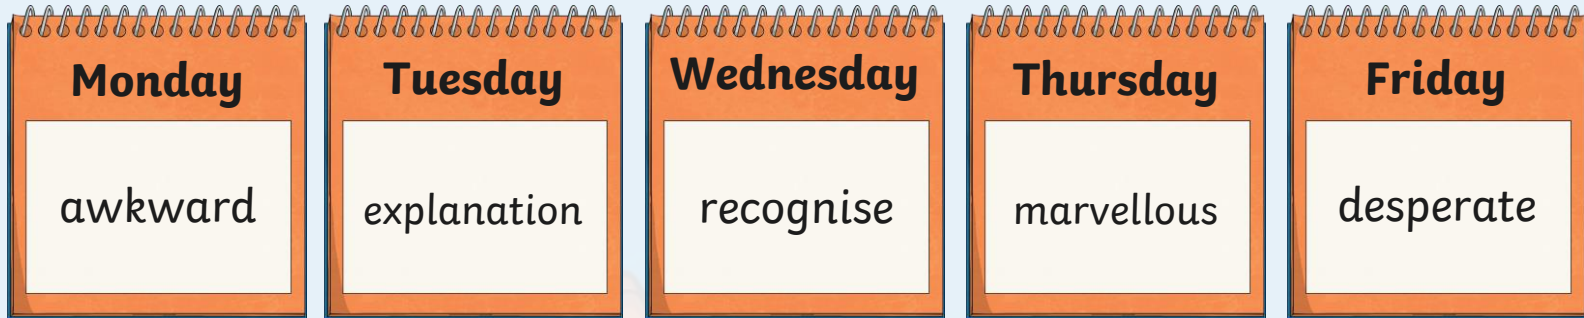 Monday
awkward
Tuesday
explanation
Wednesday
recognise
Thursday
marvellous
Friday
desperate